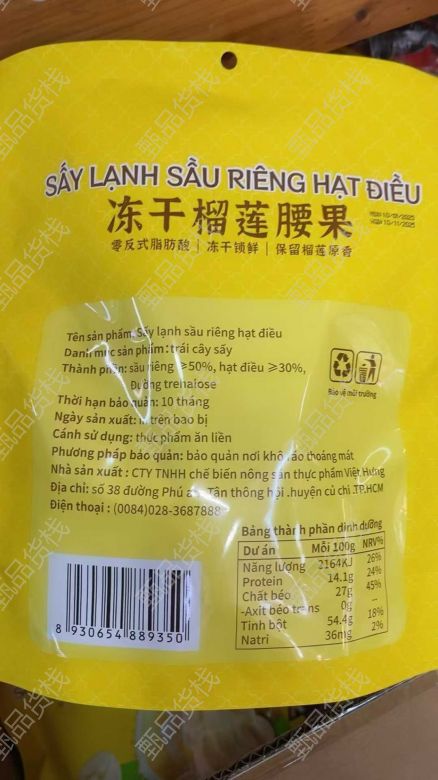 SẤY LẠNH SẦU RIÊNG HẠT ĐIỀU
冻干榴莲腰果
零反式脂肪酸 | 冻干锁鲜 | 保留榴莲原香
Tên sản phẩm: Sấy lạnh sầu riêng hạt điều
Danh mục sản phẩm: trái cây sấy
Thành phần: sầu riêng ≥50%, hạt điều ≥30%,
Đường trehalose
Thời hạn bảo quản: 10 tháng
Ngày sản xuất: in trên bao bị
Cánh sử dụng: thực phẩm ăn liền
Phương pháp bảo quản: bảo quản nơi khô ráo thoáng mát
Nhà sản xuất : CTY TNHH chế biến nông sản thực phẩm Việt Hưng
Địa chỉ: số 38 đường Phú Tân thông hội .huyện củ chi .TP.HCM
Điện thoại : (0084)028-3687888
Bảo vệ môi trường
Bảng thành phần dinh dưỡng
Dư án Mỗi 100g NRV%
Năng lượng 2164KJ 26%
Protein 14.1g 24%
Chất béo 27g 45%
-Axit béo trans 0g --
Tinh bột 54.4g 18%
Natri 36mg 2%
8 930654 889350
甄品货栈